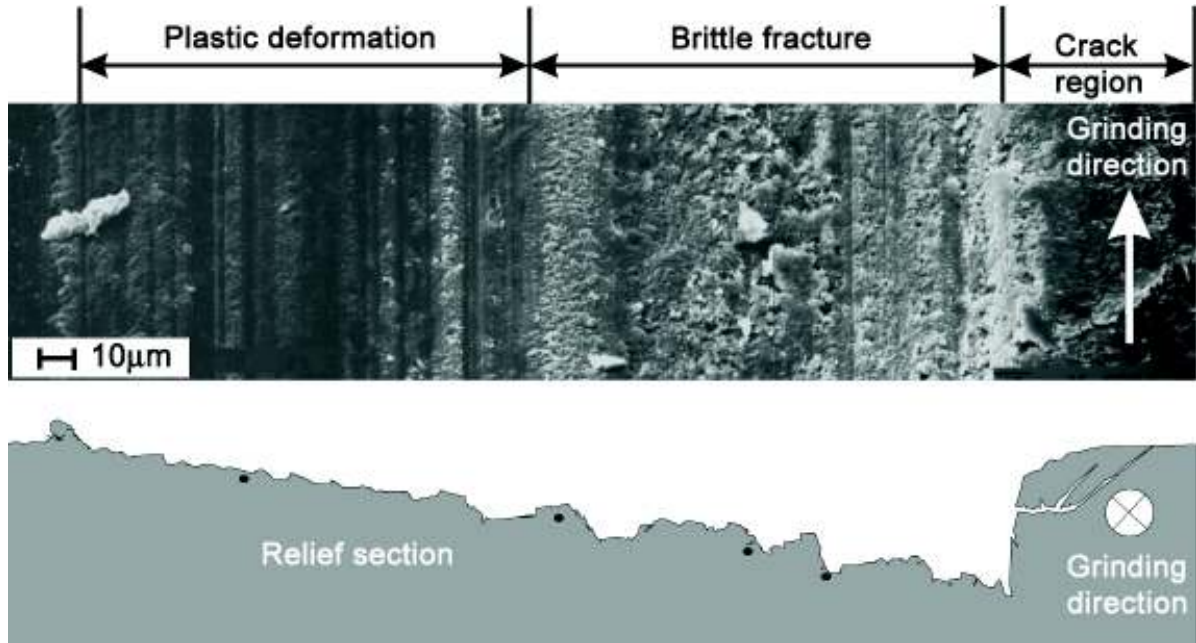 Plastic deformation
Brittle fracture
Crack
region
Grinding
direction
10μm
Relief section
Grinding
direction